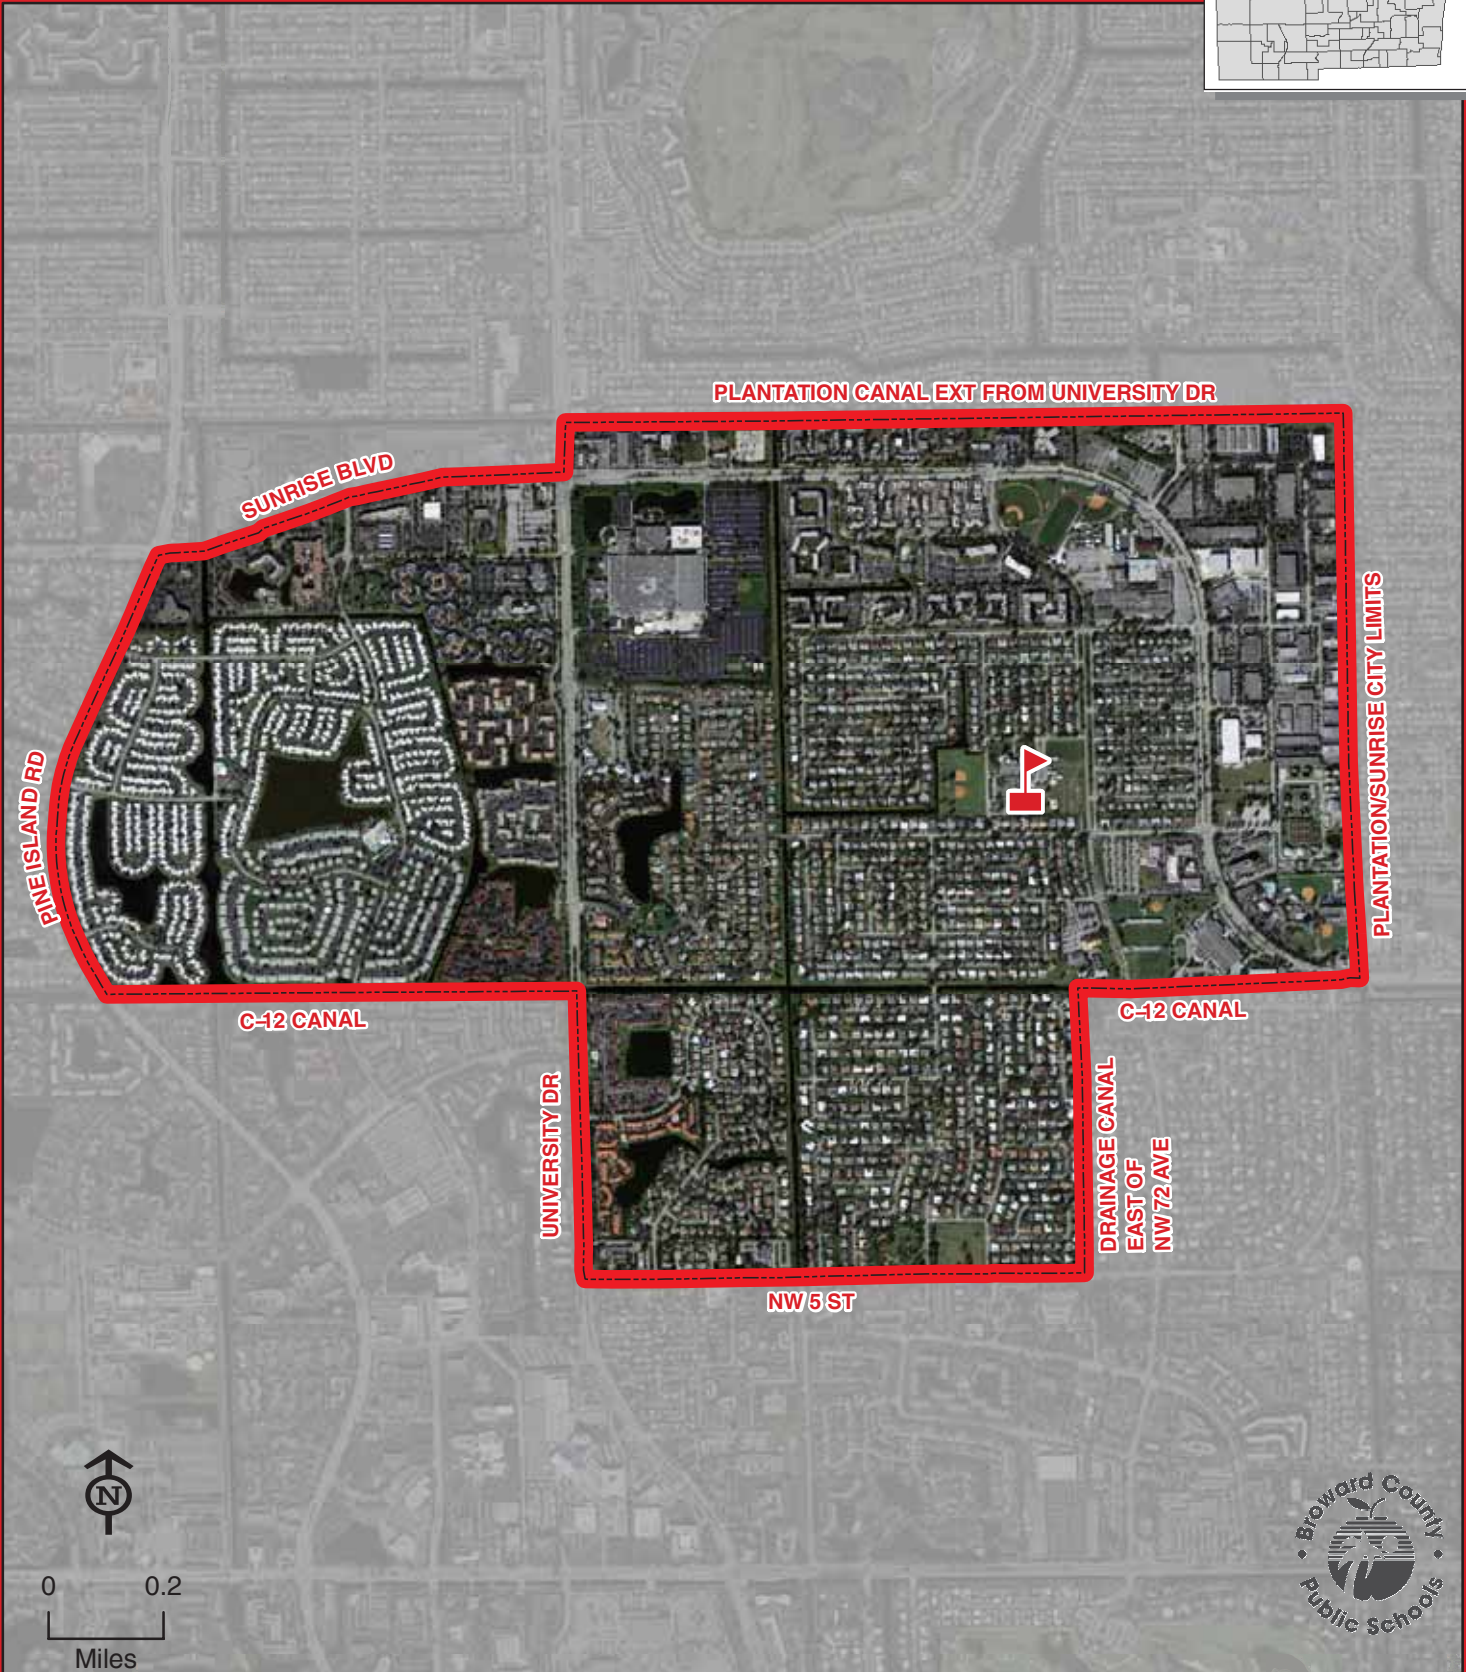 PLANTATION CANAL EXT FROM UNIVERSITY DR
SUNRISE BLVD
PLANTATION/SUNRISE CITY LIMITS
PINE ISLAND RD
C-12 CANAL
C-12 CANAL
UNIVERSITY DR
DRAINAGE CANAL
EAST OF
NW 72 AVE
NW 5 ST
N
0 0.2
Miles
Broward County
Public Schools